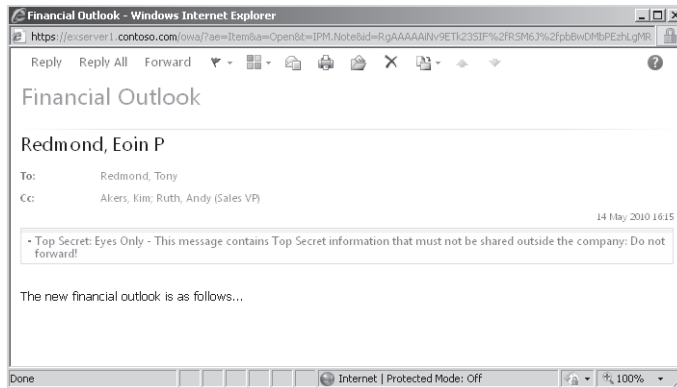 Financial Outlook - Windows Internet Explorer
https://exserver1.contoso.com/owa/?ae=Item&a=Open&t=IPM.Note&id=RgAAAAAiNv9ETk23SIF%2fRSM6J%2fpbBwDMbPEzhLgMR
Reply Reply All Forward
Financial Outlook
Redmond, Eoin P
To: Redmond, Tony
Cc: Akers, Kim; Ruth, Andy (Sales VP)
14 May 2010 16:15
• Top Secret: Eyes Only - This message contains Top Secret information that must not be shared outside the company: Do not
forward!
The new financial outlook is as follows...
Done Internet | Protected Mode: Off 100%